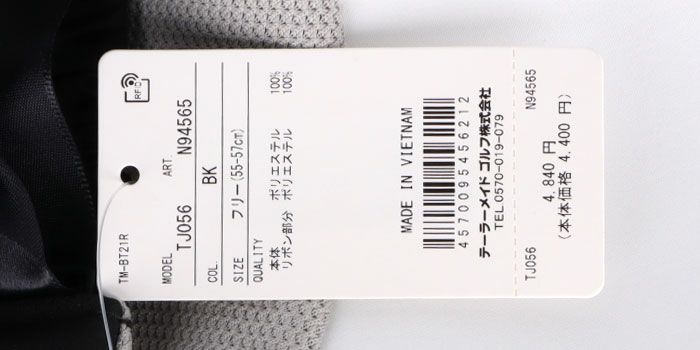 RFID
TM-BT21R
MODEL TJ056 ART. N94565
COL. BK
SIZE フリー(55-57cm)
QUALITY
本体 ポリエステル 100%
リボン部分 ポリエステル 100%
MADE IN VIETNAM
4570095456212
テーラーメイド ゴルフ株式会社
TEL.0570-019-079
TJ056 N94565
4,840 円
(本体価格 4,400 円)